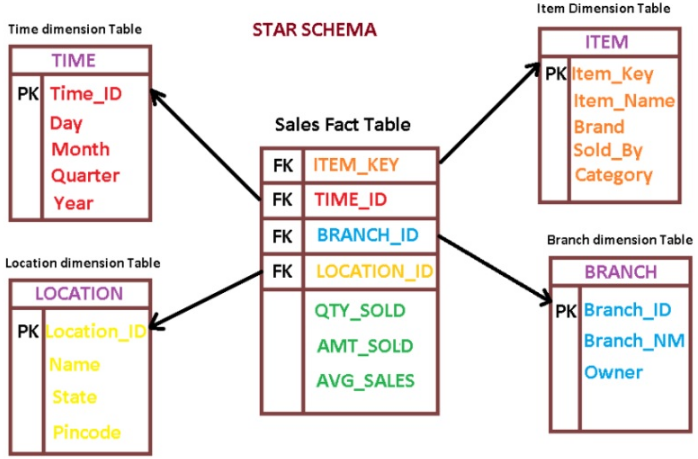 STAR SCHEMA
Time dimension Table
TIME
PK Time_ID
Day
Month
Quarter
Year
Item Dimension Table
ITEM
PK Item_Key
Item_Name
Brand
Sold_By
Category
Sales Fact Table
FK ITEM_KEY
FK TIME_ID
FK BRANCH_ID
FK LOCATION_ID
QTY_SOLD
AMT_SOLD
AVG_SALES
Location dimension Table
LOCATION
PK Location_ID
Name
State
Pincode
Branch dimension Table
BRANCH
PK Branch_ID
Branch_NM
Owner